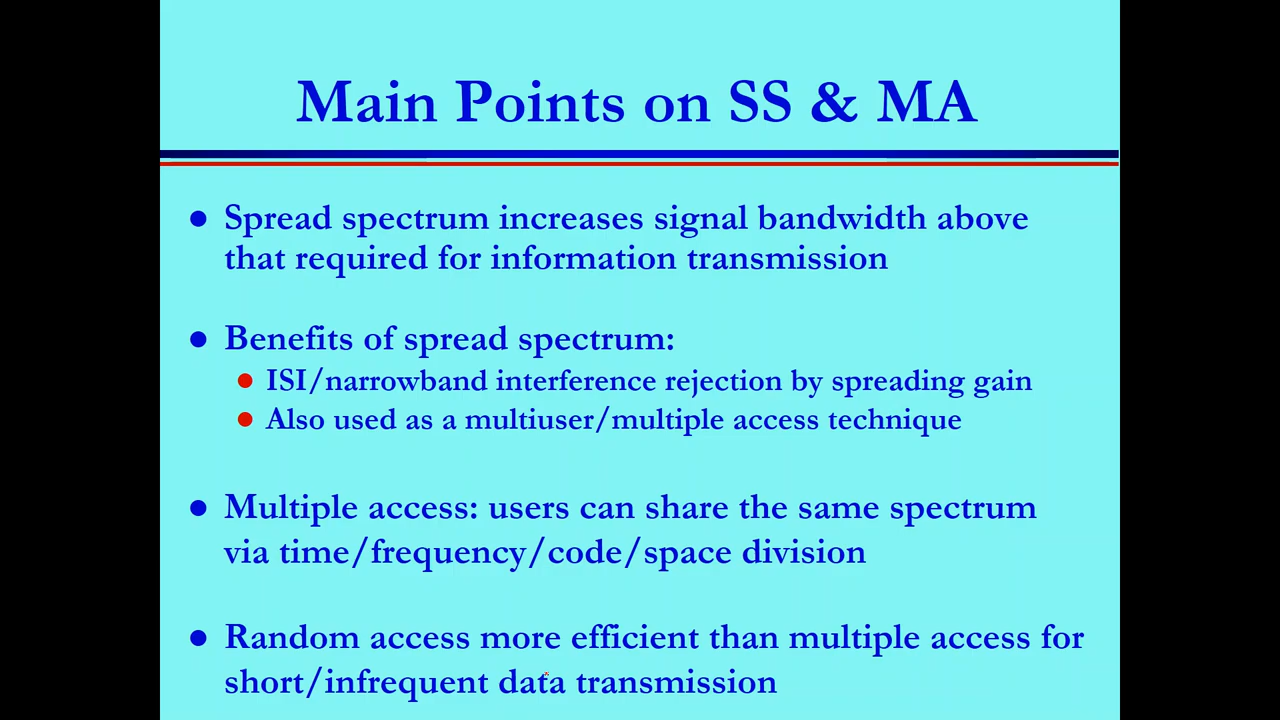 Main Points on SS & MA
● Spread spectrum increases signal bandwidth above
that required for information transmission
● Benefits of spread spectrum:
● ISI/narrowband interference rejection by spreading gain
● Also used as a multiuser/multiple access technique
● Multiple access: users can share the same spectrum
via time/frequency/code/space division
● Random access more efficient than multiple access for
short/infrequent data transmission